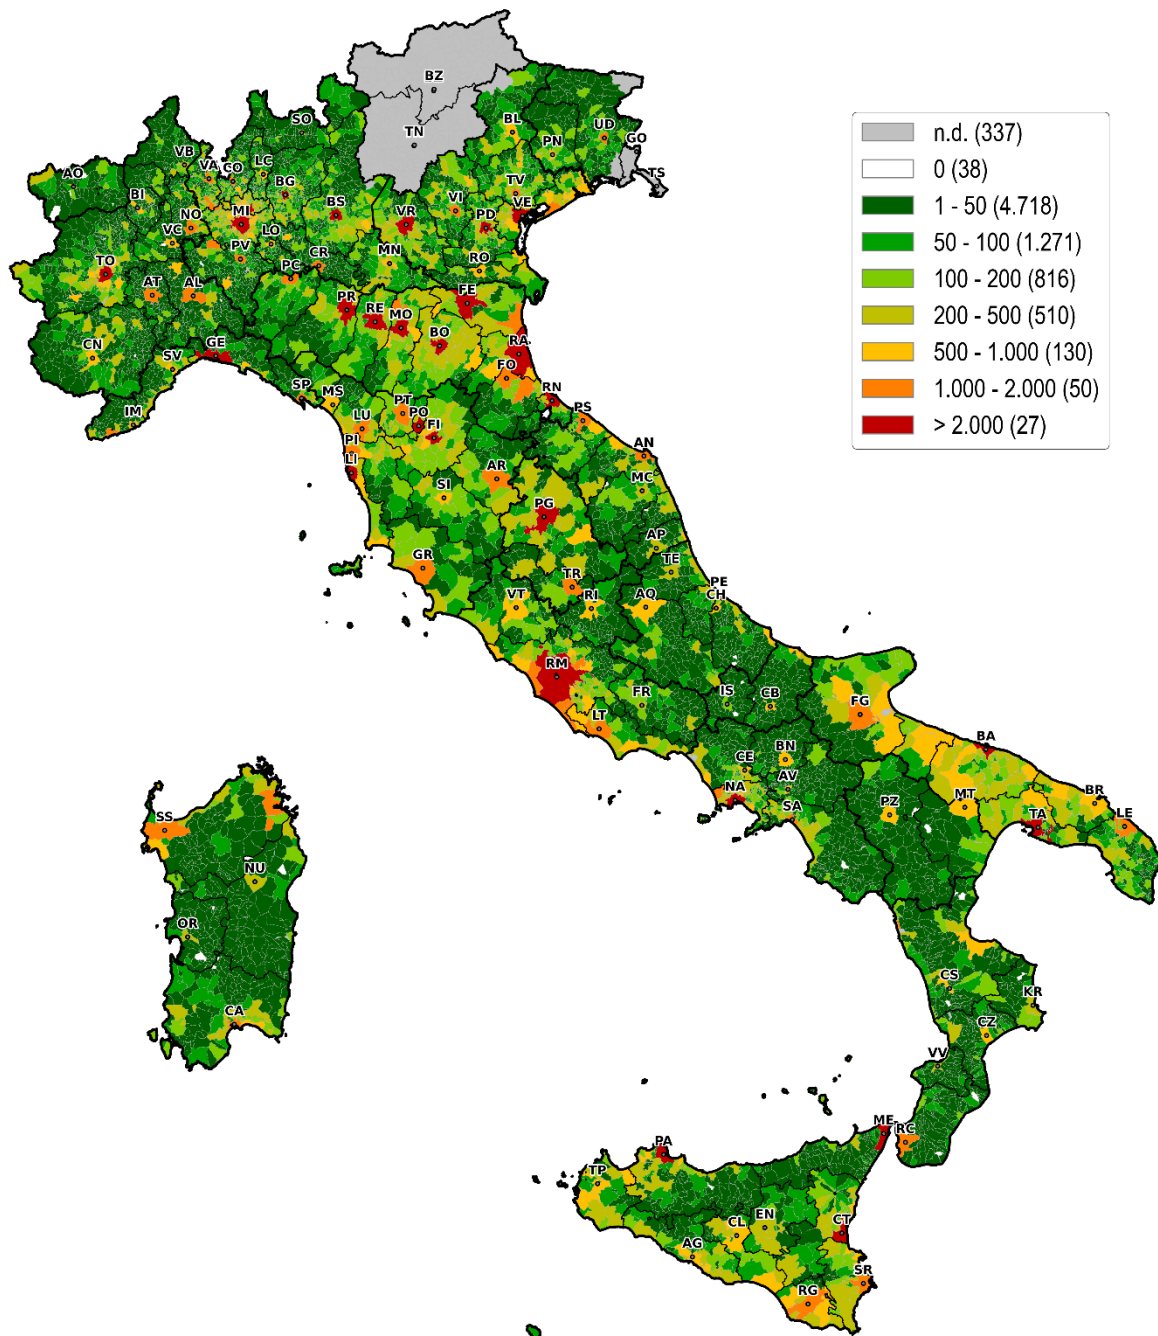 n.d. (337)
0 (38)
1 - 50 (4.718)
50 - 100 (1.271)
100 - 200 (816)
200 - 500 (510)
500 - 1.000 (130)
1.000 - 2.000 (50)
> 2.000 (27)
BZ
TN
SO
BL
UD
PN
GO
TS
VB
VA
CO
LC
BG
AO
BI
TV
VI
VE
BS
VR
PD
NO
MI
VC
LO
PV
CR
MN
RO
TO
PC
AT
AL
PR
RE
MO
FE
BO
CN
GE
SV
RA
FO
SP
MS
IM
RN
PS
LU
PT
PO
FI
PI
LI
AN
AR
MC
SI
PG
AP
TE
GR
TR
PE
VT
RI
AQ
CH
RM
FR
IS
CB
LT
FG
BA
CE
BN
AV
NA
SA
PZ
MT
BR
TA
LE
SS
NU
OR
CA
CS
KR
CZ
VV
ME
RC
PA
TP
EN
CL
CT
AG
SR
RG